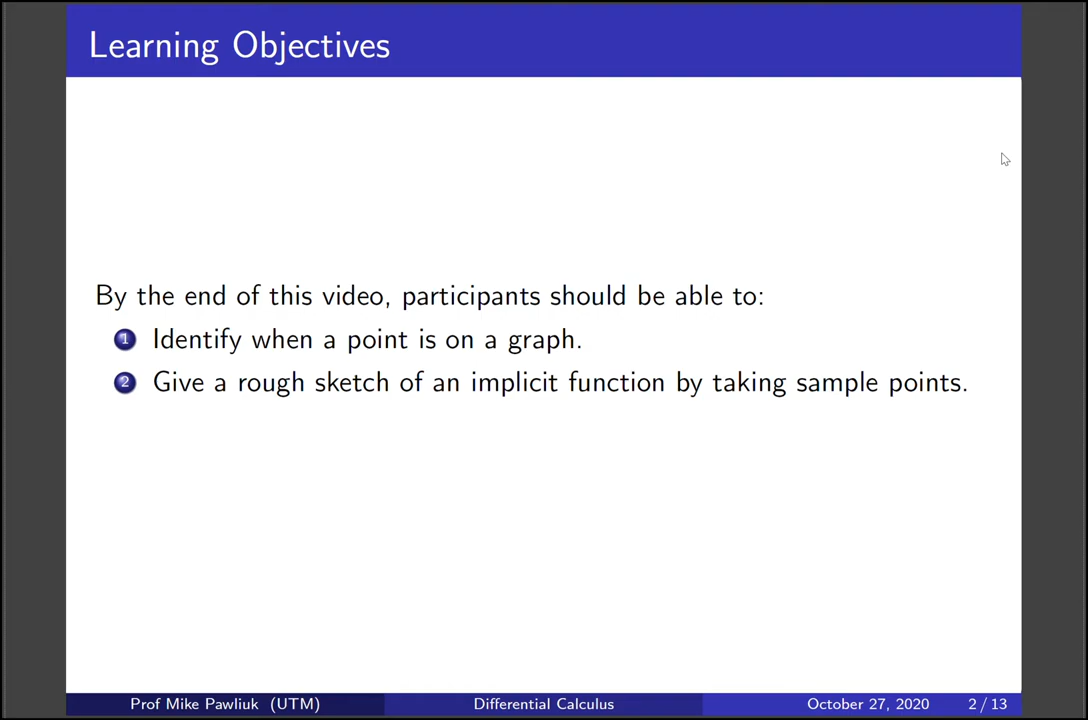 Learning Objectives
By the end of this video, participants should be able to:
1 Identify when a point is on a graph.
2 Give a rough sketch of an implicit function by taking sample points.
Prof Mike Pawliuk (UTM) Differential Calculus October 27, 2020 2 / 13